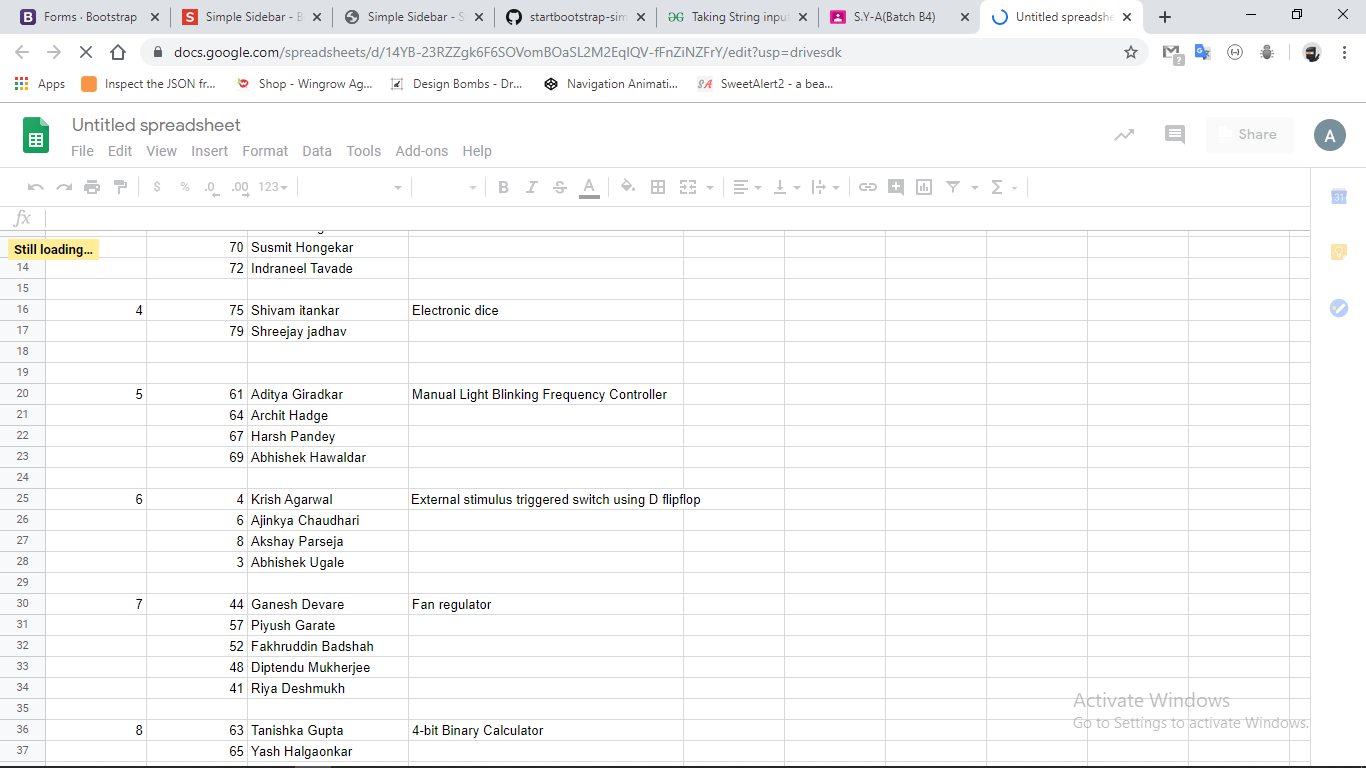 Forms · Bootstrap
Simple Sidebar - B
Simple Sidebar - S
startbootstrap-sim
Taking String input
S.Y-A(Batch B4)
Untitled spreadshe
docs.google.com/spreadsheets/d/14YB-23RZZgk6F6SOVomBOaSL2M2EqIQV-fFnZiNZFrY/edit?usp=drivesdk
Apps Inspect the JSON fr... Shop - Wingrow Ag... Design Bombs - Dr... Navigation Animati... SweetAlert2 - a bea...
Untitled spreadsheet
File Edit View Insert Format Data Tools Add-ons Help
Share
A
$ % .0 .00 123 B I S A Σ
fx
Still loading...
70 Susmit Hongekar
14 72 Indraneel Tavade
15
16 4 75 Shivam itankar Electronic dice
17 79 Shreejay jadhav
18
19
20 5 61 Aditya Giradkar Manual Light Blinking Frequency Controller
21 64 Archit Hadge
22 67 Harsh Pandey
23 69 Abhishek Hawaldar
24
25 6 4 Krish Agarwal External stimulus triggered switch using D flipflop
26 6 Ajinkya Chaudhari
27 8 Akshay Parseja
28 3 Abhishek Ugale
29
30 7 44 Ganesh Devare Fan regulator
31 57 Piyush Garate
32 52 Fakhruddin Badshah
33 48 Diptendu Mukherjee
34 41 Riya Deshmukh
35
36 8 63 Tanishka Gupta 4-bit Binary Calculator
37 65 Yash Halgaonkar
Activate Windows
Go to Settings to activate Windows.
31